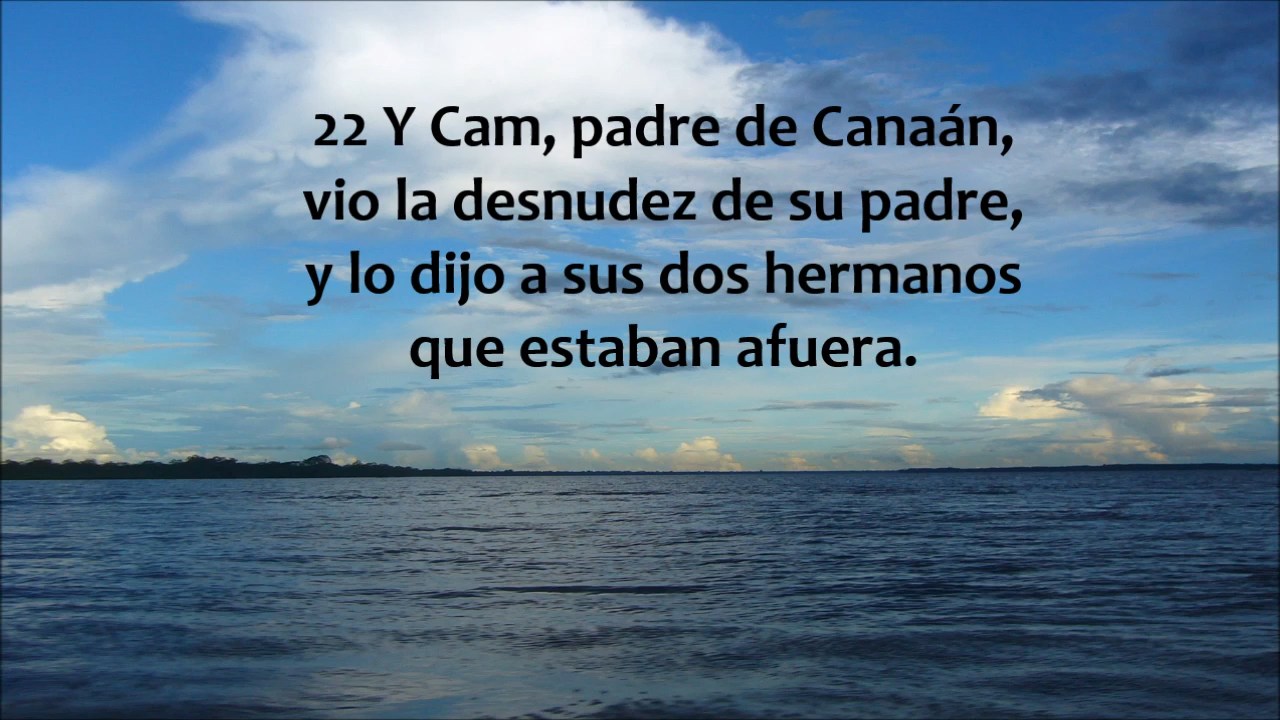 22 Y Cam, padre de Canaán,
vio la desnudez de su padre,
y lo dijo a sus dos hermanos
que estaban afuera.